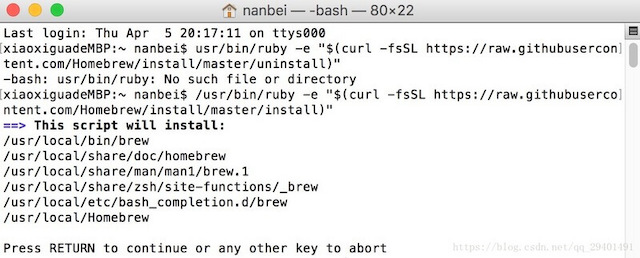 nanbei — -bash — 80×22
Last login: Thu Apr  5 20:17:11 on ttys000
[xiaoxiguadeMBP:~ nanbei$ usr/bin/ruby -e "$(curl -fsSL https://raw.githubuserco]
ntent.com/Homebrew/install/master/uninstall)"
-bash: usr/bin/ruby: No such file or directory
[xiaoxiguadeMBP:~ nanbei$ /usr/bin/ruby -e "$(curl -fsSL https://raw.githubuserco]
ntent.com/Homebrew/install/master/install)"
==> This script will install:
/usr/local/bin/brew
/usr/local/share/doc/homebrew
/usr/local/share/man/man1/brew.1
/usr/local/share/zsh/site-functions/_brew
/usr/local/etc/bash_completion.d/brew
/usr/local/Homebrew
Press RETURN to continue or any other key to abort
https://blog.csdn.net/qq_29401491